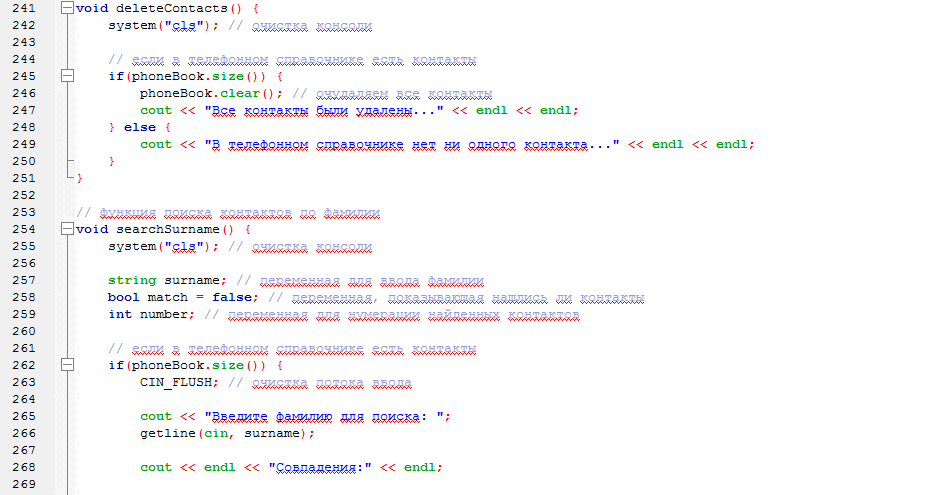 241 void deleteContacts() {
242 system("cls"); // очистка консоли
243
244 // если в телефонном справочнике есть контакты
245 if(phoneBook.size()) {
246 phoneBook.clear(); // очудаляем все контакты
247 cout << "Все контакты были удалены..." << endl << endl;
248 } else {
249 cout << "В телефонном справочнике нет ни одного контакта..." << endl << endl;
250 }
251 }
252
253 // функция поиска контактов по фамилии
254 void searchSurname() {
255 system("cls"); // очистка консоли
256
257 string surname; // переменная для ввода фамилии
258 bool match = false; // переменная, показывающая нашлись ли контакты
259 int number; // переменная для нумерации найденных контактов
260
261 // если в телефонном справочнике есть контакты
262 if(phoneBook.size()) {
263 CIN_FLUSH; // очистка потока ввода
264
265 cout << "Введите фамилию для поиска: ";
266 getline(cin, surname);
267
268 cout << endl << "Совпадения:" << endl;
269